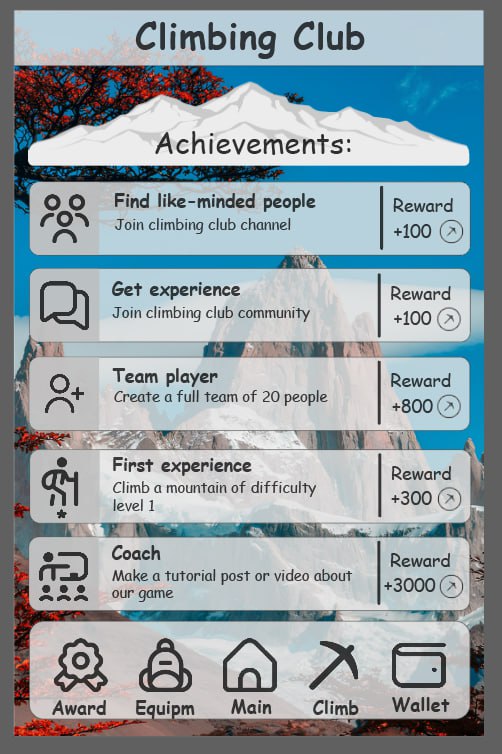 Climbing Club
Achievements:
Find like-minded people
Join climbing club channel
Reward
+100
Get experience
Join climbing club community
Reward
+100
Team player
Create a full team of 20 people
Reward
+800
First experience
Climb a mountain of difficulty
level 1
Reward
+300
Coach
Make a tutorial post or video about
our game
Reward
+3000
Award
Equipm
Main
Climb
Wallet